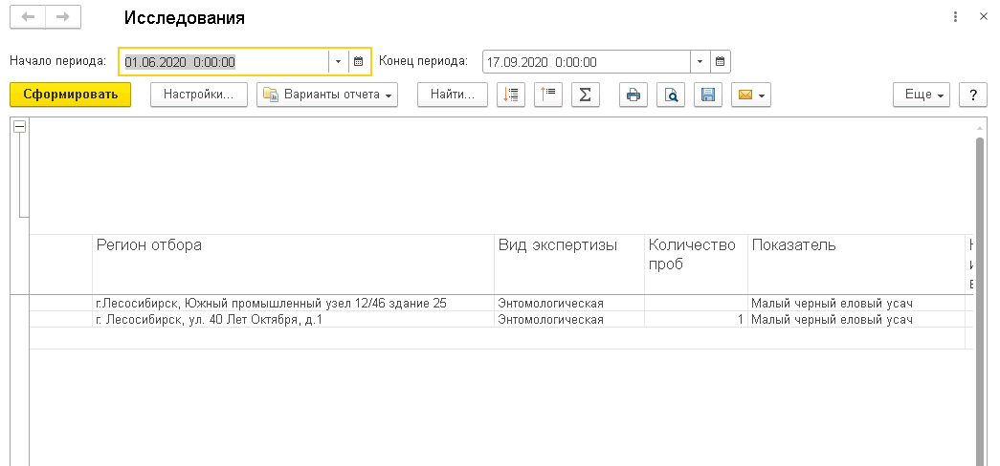 Исследования
Начало периода: 01.06.2020 0:00:00 Конец периода: 17.09.2020 0:00:00
Сформировать Настройки... Варианты отчета Найти... Еще ?
Регион отбора Вид экспертизы Количество проб Показатель
г.Лесосибирск, Южный промышленный узел 12/46 здание 25 Энтомологическая Малый черный еловый усач
г. Лесосибирск, ул. 40 Лет Октября, д.1 Энтомологическая 1 Малый черный еловый усач